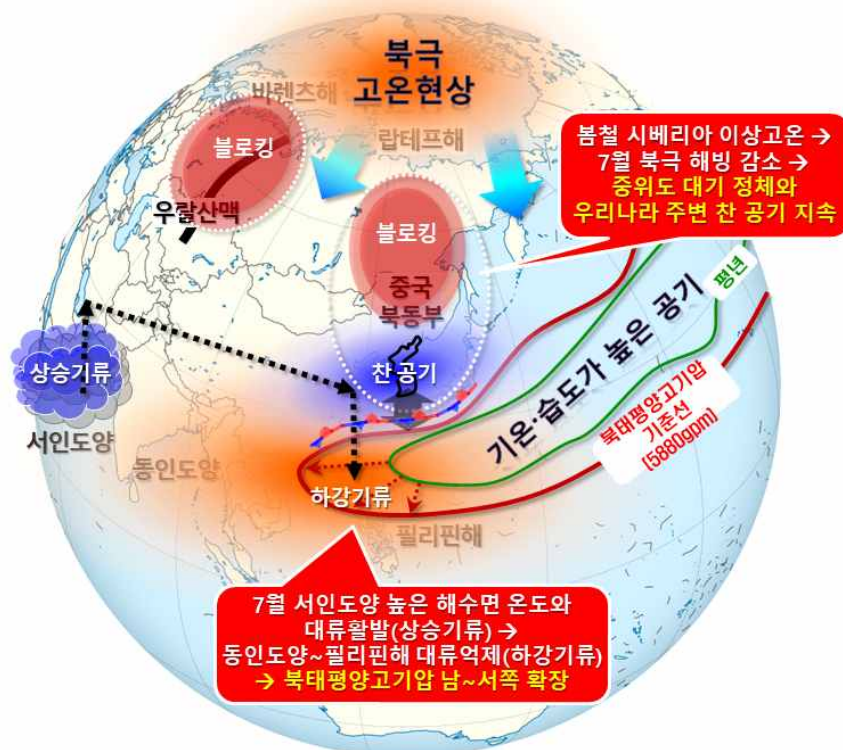 북극
고온현상
바렌츠해
랍테프해
블로킹
우랄산맥
블로킹
중국
북동부
찬 공기
봄철 시베리아 이상고온 →
7월 북극 해빙 감소 →
중위도 대기 정체와
우리나라 주변 찬 공기 지속
평년
기온·습도가 높은 공기
북태평양고기압
기준선
[5880gpm]
상승기류
서인도양
동인도양
하강기류
필리핀해
7월 서인도양 높은 해수면 온도와
대류활발(상승기류) →
동인도양~필리핀해 대류억제(하강기류)
→ 북태평양고기압 남~서쪽 확장